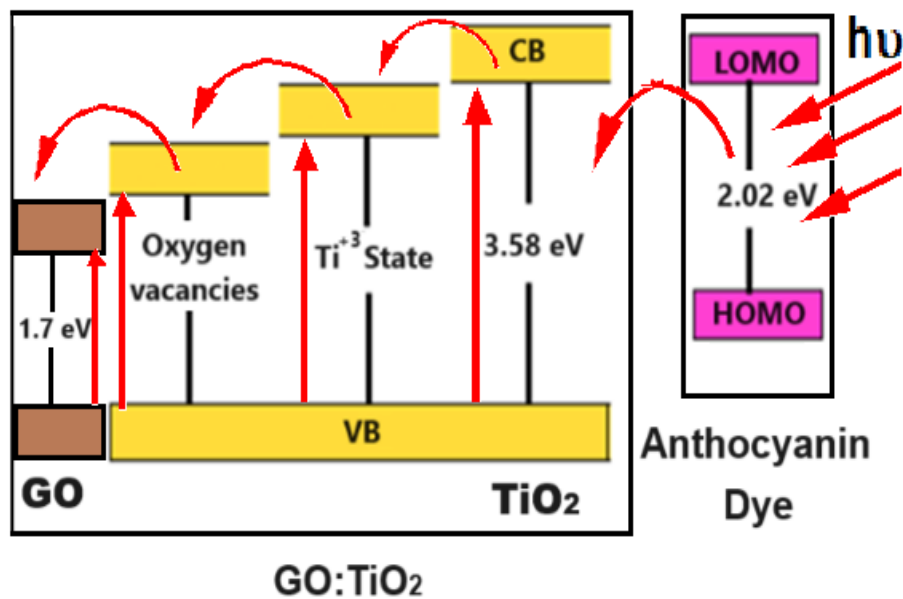 CB
LOMO
hυ
2.02 eV
Oxygen
vacancies
Ti+3 State
3.58 eV
HOMO
1.7 eV
VB
GO
TiO2
Anthocyanin
Dye
GO:TiO2